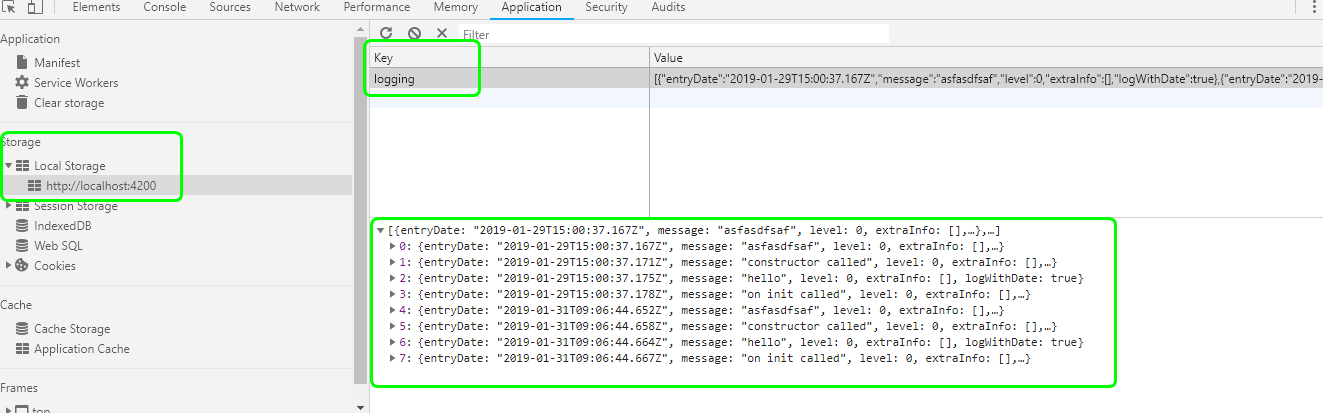 Elements Console Sources Network Performance Memory Application Security Audits
Application
Manifest
Service Workers
Clear storage
Storage
Local Storage
http://localhost:4200
Session Storage
IndexedDB
Web SQL
Cookies
Cache
Cache Storage
Application Cache
Frames
top
Filter
Key Value
logging [{"entryDate":"2019-01-29T15:00:37.167Z","message":"asfasdfsaf","level":0,"extraInfo":[],"logWithDate":true},{"entryDate":"2019-
[{entryDate: "2019-01-29T15:00:37.167Z", message: "asfasdfsaf", level: 0, extraInfo: [],…},…]
0: {entryDate: "2019-01-29T15:00:37.167Z", message: "asfasdfsaf", level: 0, extraInfo: [],…}
1: {entryDate: "2019-01-29T15:00:37.171Z", message: "constructor called", level: 0, extraInfo: [],…}
2: {entryDate: "2019-01-29T15:00:37.175Z", message: "hello", level: 0, extraInfo: [], logWithDate: true}
3: {entryDate: "2019-01-29T15:00:37.178Z", message: "on init called", level: 0, extraInfo: [],…}
4: {entryDate: "2019-01-31T09:06:44.652Z", message: "asfasdfsaf", level: 0, extraInfo: [],…}
5: {entryDate: "2019-01-31T09:06:44.658Z", message: "constructor called", level: 0, extraInfo: [],…}
6: {entryDate: "2019-01-31T09:06:44.664Z", message: "hello", level: 0, extraInfo: [], logWithDate: true}
7: {entryDate: "2019-01-31T09:06:44.667Z", message: "on init called", level: 0, extraInfo: [],…}